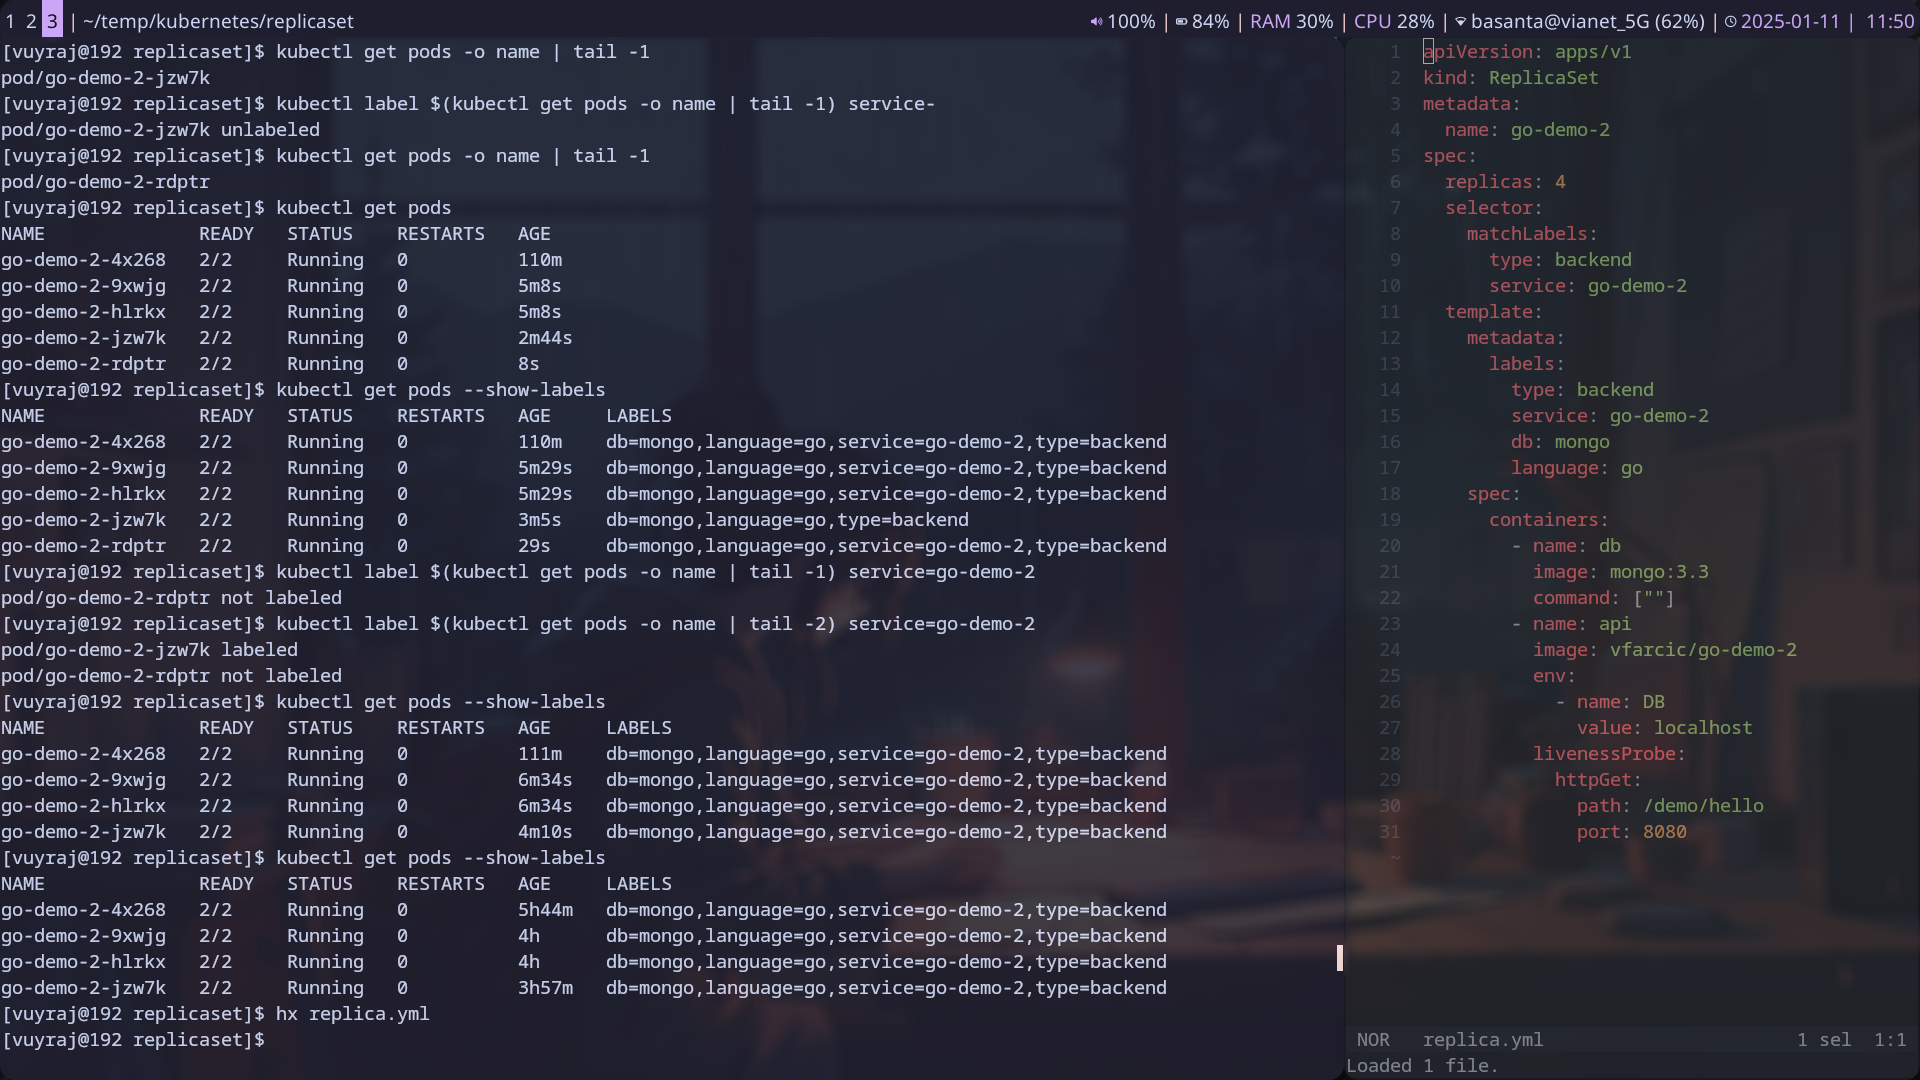 1 2 3 | ~/temp/kubernetes/replicaset 100% | 84% | RAM 30% | CPU 28% | basanta@vianet_5G (62%) | 2025-01-11 | 11:50
[vuyraj@192 replicaset]$ kubectl get pods -o name | tail -1
pod/go-demo-2-jzw7k
[vuyraj@192 replicaset]$ kubectl label $(kubectl get pods -o name | tail -1) service-
pod/go-demo-2-jzw7k unlabeled
[vuyraj@192 replicaset]$ kubectl get pods -o name | tail -1
pod/go-demo-2-rdptr
[vuyraj@192 replicaset]$ kubectl get pods
NAME READY STATUS RESTARTS AGE
go-demo-2-4x268 2/2 Running 0 110m
go-demo-2-9xwjg 2/2 Running 0 5m8s
go-demo-2-hlrkx 2/2 Running 0 5m8s
go-demo-2-jzw7k 2/2 Running 0 2m44s
go-demo-2-rdptr 2/2 Running 0 8s
[vuyraj@192 replicaset]$ kubectl get pods --show-labels
NAME READY STATUS RESTARTS AGE LABELS
go-demo-2-4x268 2/2 Running 0 110m db=mongo,language=go,service=go-demo-2,type=backend
go-demo-2-9xwjg 2/2 Running 0 5m29s db=mongo,language=go,service=go-demo-2,type=backend
go-demo-2-hlrkx 2/2 Running 0 5m29s db=mongo,language=go,service=go-demo-2,type=backend
go-demo-2-jzw7k 2/2 Running 0 3m5s db=mongo,language=go,type=backend
go-demo-2-rdptr 2/2 Running 0 29s db=mongo,language=go,service=go-demo-2,type=backend
[vuyraj@192 replicaset]$ kubectl label $(kubectl get pods -o name | tail -1) service=go-demo-2
pod/go-demo-2-rdptr not labeled
[vuyraj@192 replicaset]$ kubectl label $(kubectl get pods -o name | tail -2) service=go-demo-2
pod/go-demo-2-jzw7k labeled
pod/go-demo-2-rdptr not labeled
[vuyraj@192 replicaset]$ kubectl get pods --show-labels
NAME READY STATUS RESTARTS AGE LABELS
go-demo-2-4x268 2/2 Running 0 111m db=mongo,language=go,service=go-demo-2,type=backend
go-demo-2-9xwjg 2/2 Running 0 6m34s db=mongo,language=go,service=go-demo-2,type=backend
go-demo-2-hlrkx 2/2 Running 0 6m34s db=mongo,language=go,service=go-demo-2,type=backend
go-demo-2-jzw7k 2/2 Running 0 4m10s db=mongo,language=go,service=go-demo-2,type=backend
[vuyraj@192 replicaset]$ kubectl get pods --show-labels
NAME READY STATUS RESTARTS AGE LABELS
go-demo-2-4x268 2/2 Running 0 5h44m db=mongo,language=go,service=go-demo-2,type=backend
go-demo-2-9xwjg 2/2 Running 0 4h db=mongo,language=go,service=go-demo-2,type=backend
go-demo-2-hlrkx 2/2 Running 0 4h db=mongo,language=go,service=go-demo-2,type=backend
go-demo-2-jzw7k 2/2 Running 0 3h57m db=mongo,language=go,service=go-demo-2,type=backend
[vuyraj@192 replicaset]$ hx replica.yml
[vuyraj@192 replicaset]$
1 apiVersion: apps/v1
2 kind: ReplicaSet
3 metadata:
4   name: go-demo-2
5 spec:
6   replicas: 4
7   selector:
8     matchLabels:
9       type: backend
10       service: go-demo-2
11   template:
12     metadata:
13       labels:
14         type: backend
15         service: go-demo-2
16         db: mongo
17         language: go
18     spec:
19       containers:
20         - name: db
21           image: mongo:3.3
22           command: [""]
23         - name: api
24           image: vfarcic/go-demo-2
25           env:
26             - name: DB
27               value: localhost
28           livenessProbe:
29             httpGet:
30               path: /demo/hello
31               port: 8080
~
NOR replica.yml 1 sel 1:1
Loaded 1 file.